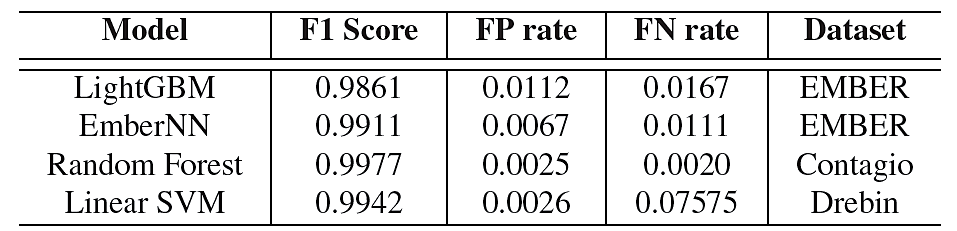 Model F1 Score FP rate FN rate Dataset
LightGBM 0.9861 0.0112 0.0167 EMBER
EmberNN 0.9911 0.0067 0.0111 EMBER
Random Forest 0.9977 0.0025 0.0020 Contagio
Linear SVM 0.9942 0.0026 0.07575 Drebin